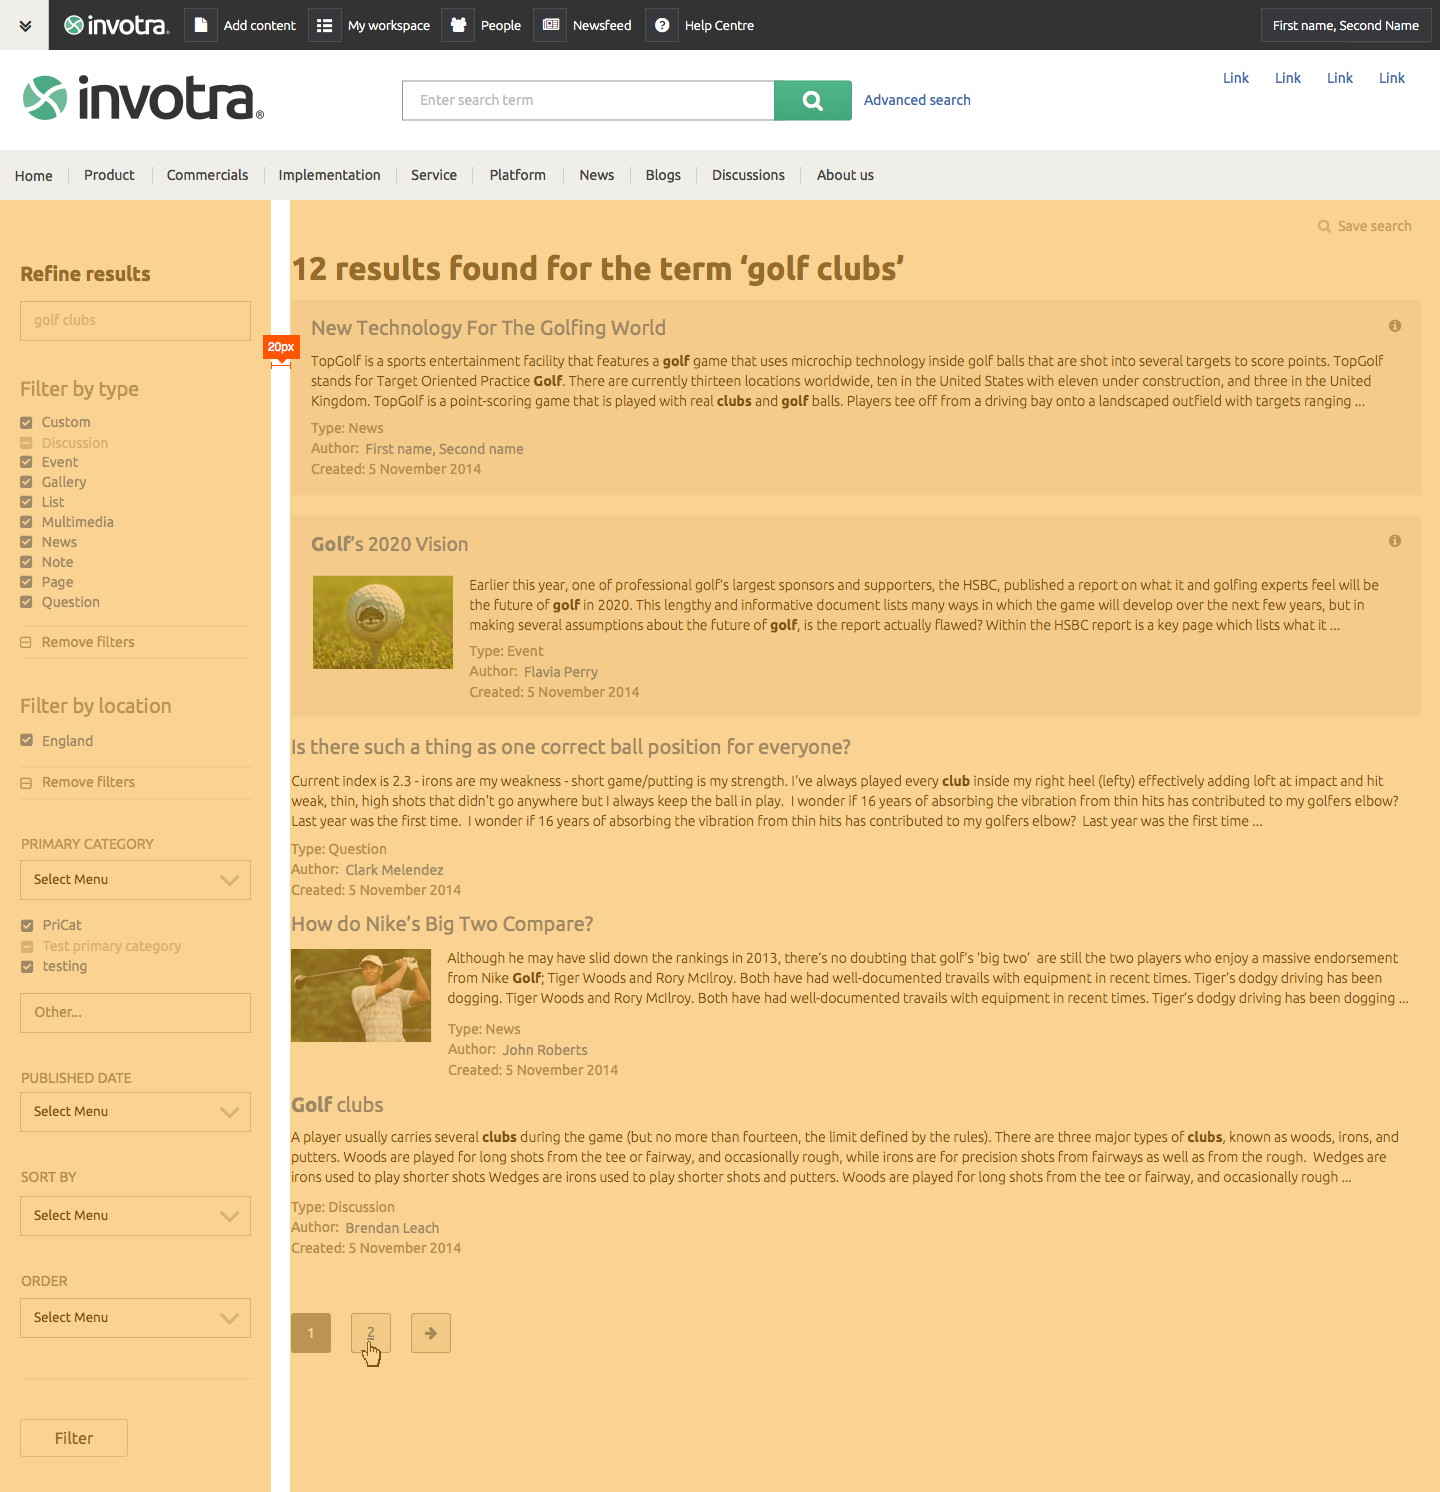 invotra. Add content My workspace People Newsfeed Help Centre First name, Second Name
invotra® Enter search term Advanced search Link Link Link Link
Home Product Commercials Implementation Service Platform News Blogs Discussions About us
Save search
Refine results
golf clubs
Filter by type
Custom
Discussion
Event
Gallery
List
Multimedia
News
Note
Page
Question
Remove filters
Filter by location
England
Remove filters
PRIMARY CATEGORY
Select Menu
PriCat
Test primary category
testing
Other...
PUBLISHED DATE
Select Menu
SORT BY
Select Menu
ORDER
Select Menu
Filter
20px
12 results found for the term ‘golf clubs’
New Technology For The Golfing World
TopGolf is a sports entertainment facility that features a golf game that uses microchip technology inside golf balls that are shot into several targets to score points. TopGolf
stands for Target Oriented Practice Golf. There are currently thirteen locations worldwide, ten in the United States with eleven under construction, and three in the United
Kingdom. TopGolf is a point-scoring game that is played with real clubs and golf balls. Players tee off from a driving bay onto a landscaped outfield with targets ranging ...
Type: News
Author: First name, Second name
Created: 5 November 2014
Golf’s 2020 Vision
Earlier this year, one of professional golf’s largest sponsors and supporters, the HSBC, published a report on what it and golfing experts feel will be
the future of golf in 2020. This lengthy and informative document lists many ways in which the game will develop over the next few years, but in
making several assumptions about the future of golf, is the report actually flawed? Within the HSBC report is a key page which lists what it ...
Type: Event
Author: Flavia Perry
Created: 5 November 2014
Is there such a thing as one correct ball position for everyone?
Current index is 2.3 - irons are my weakness - short game/putting is my strength. I've always played every club inside my right heel (lefty) effectively adding loft at impact and hit
weak, thin, high shots that didn't go anywhere but I always keep the ball in play. I wonder if 16 years of absorbing the vibration from thin hits has contributed to my golfers elbow?
Last year was the first time. I wonder if 16 years of absorbing the vibration from thin hits has contributed to my golfers elbow? Last year was the first time ...
Type: Question
Author: Clark Melendez
Created: 5 November 2014
How do Nike’s Big Two Compare?
Although he may have slid down the rankings in 2013, there’s no doubting that golf’s ‘big two’ are still the two players who enjoy a massive endorsement
from Nike Golf; Tiger Woods and Rory McIlroy. Both have had well-documented travails with equipment in recent times. Tiger’s dodgy driving has been
dogging. Tiger Woods and Rory McIlroy. Both have had well-documented travails with equipment in recent times. Tiger’s dodgy driving has been dogging ...
Type: News
Author: John Roberts
Created: 5 November 2014
Golf clubs
A player usually carries several clubs during the game (but no more than fourteen, the limit defined by the rules). There are three major types of clubs, known as woods, irons, and
putters. Woods are played for long shots from the tee or fairway, and occasionally rough, while irons are for precision shots from fairways as well as from the rough. Wedges are
irons used to play shorter shots Wedges are irons used to play shorter shots and putters. Woods are played for long shots from the tee or fairway, and occasionally rough ...
Type: Discussion
Author: Brendan Leach
Created: 5 November 2014
1 2